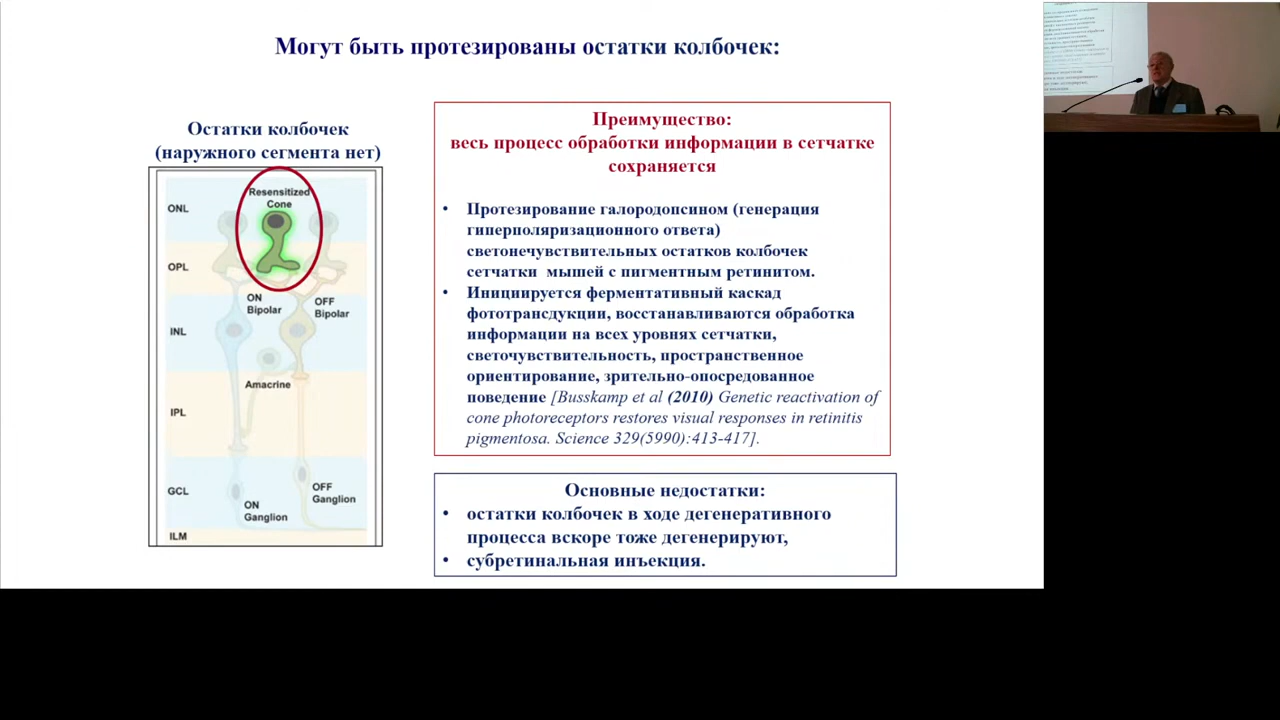 Могут быть протезированы остатки колбочек:
Остатки колбочек
(наружного сегмента нет)
Resensitized
Cone
ONL
OPL
ON
Bipolar
OFF
Bipolar
INL
Amacrine
IPL
GCL
OFF
Ganglion
ON
Ganglion
ILM
Преимущество:
весь процесс обработки информации в сетчатке
сохраняется
• Протезирование галородопсином (генерация
гиперполяризационного ответа)
светонечувствительных остатков колбочек
сетчатки мышей с пигментным ретинитом.
• Инициируется ферментативный каскад
фототрансдукции, восстанавливаются обработка
информации на всех уровнях сетчатки,
светочувствительность, пространственное
ориентирование, зрительно-опосредованное
поведение [Busskamp et al (2010) Genetic reactivation of
cone photoreceptors restores visual responses in retinitis
pigmentosa. Science 329(5990):413-417].
Основные недостатки:
• остатки колбочек в ходе дегенеративного
процесса вскоре тоже дегенерируют,
• субретинальная инъекция.